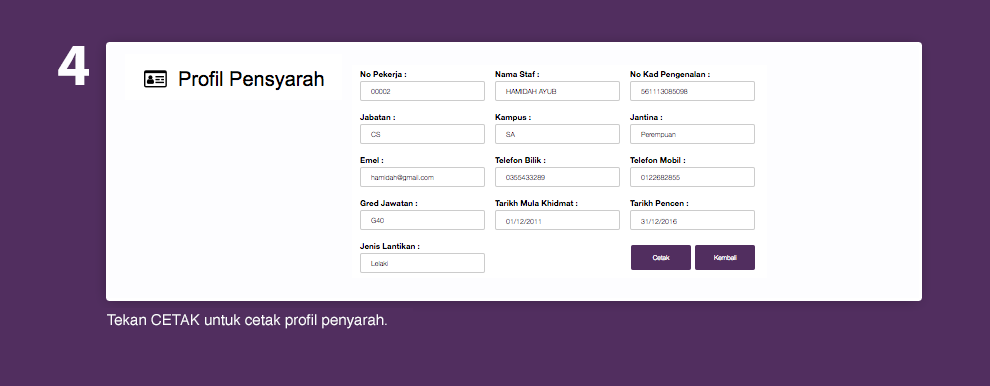 4
Profil Pensyarah
No Pekerja : Nama Staf : No Kad Pengenalan :
00002 HAMIDAH AYUB 561113085098
Jabatan : Kampus : Jantina :
CS SA Perempuan
Emel : Telefon Bilik : Telefon Mobil :
hamidah@gmail.com 0355433289 0122682855
Gred Jawatan : Tarikh Mula Khidmat : Tarikh Pencen :
G40 01/12/2011 31/12/2016
Jenis Lantikan :
Lelaki Cetak Kembali
Tekan CETAK untuk cetak profil penyarah.